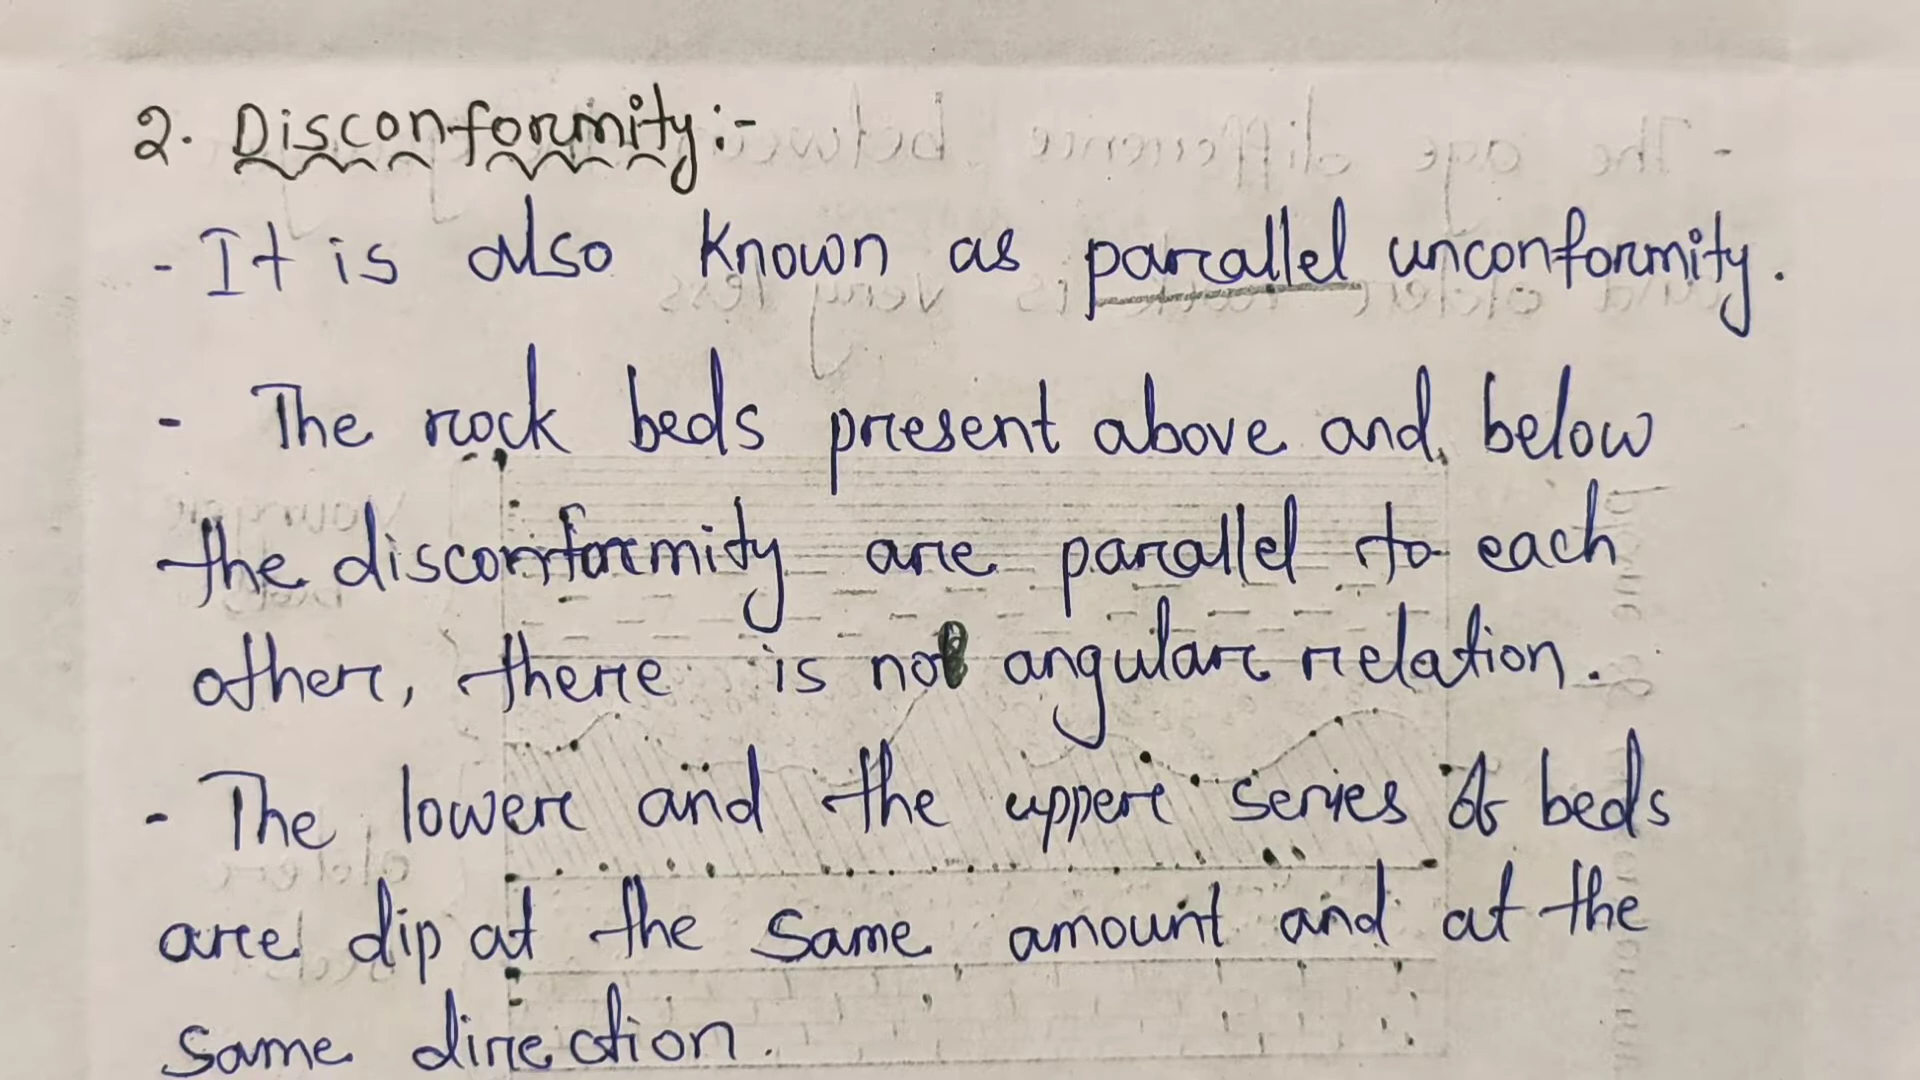 2. Disconformity:-
- It is also known as parallel unconformity.
- The rock beds present above and below
the disconformity are parallel to each
other, there is no angular relation.
- The lower and the upper series of beds
are dip at the same amount and at the
same direction.